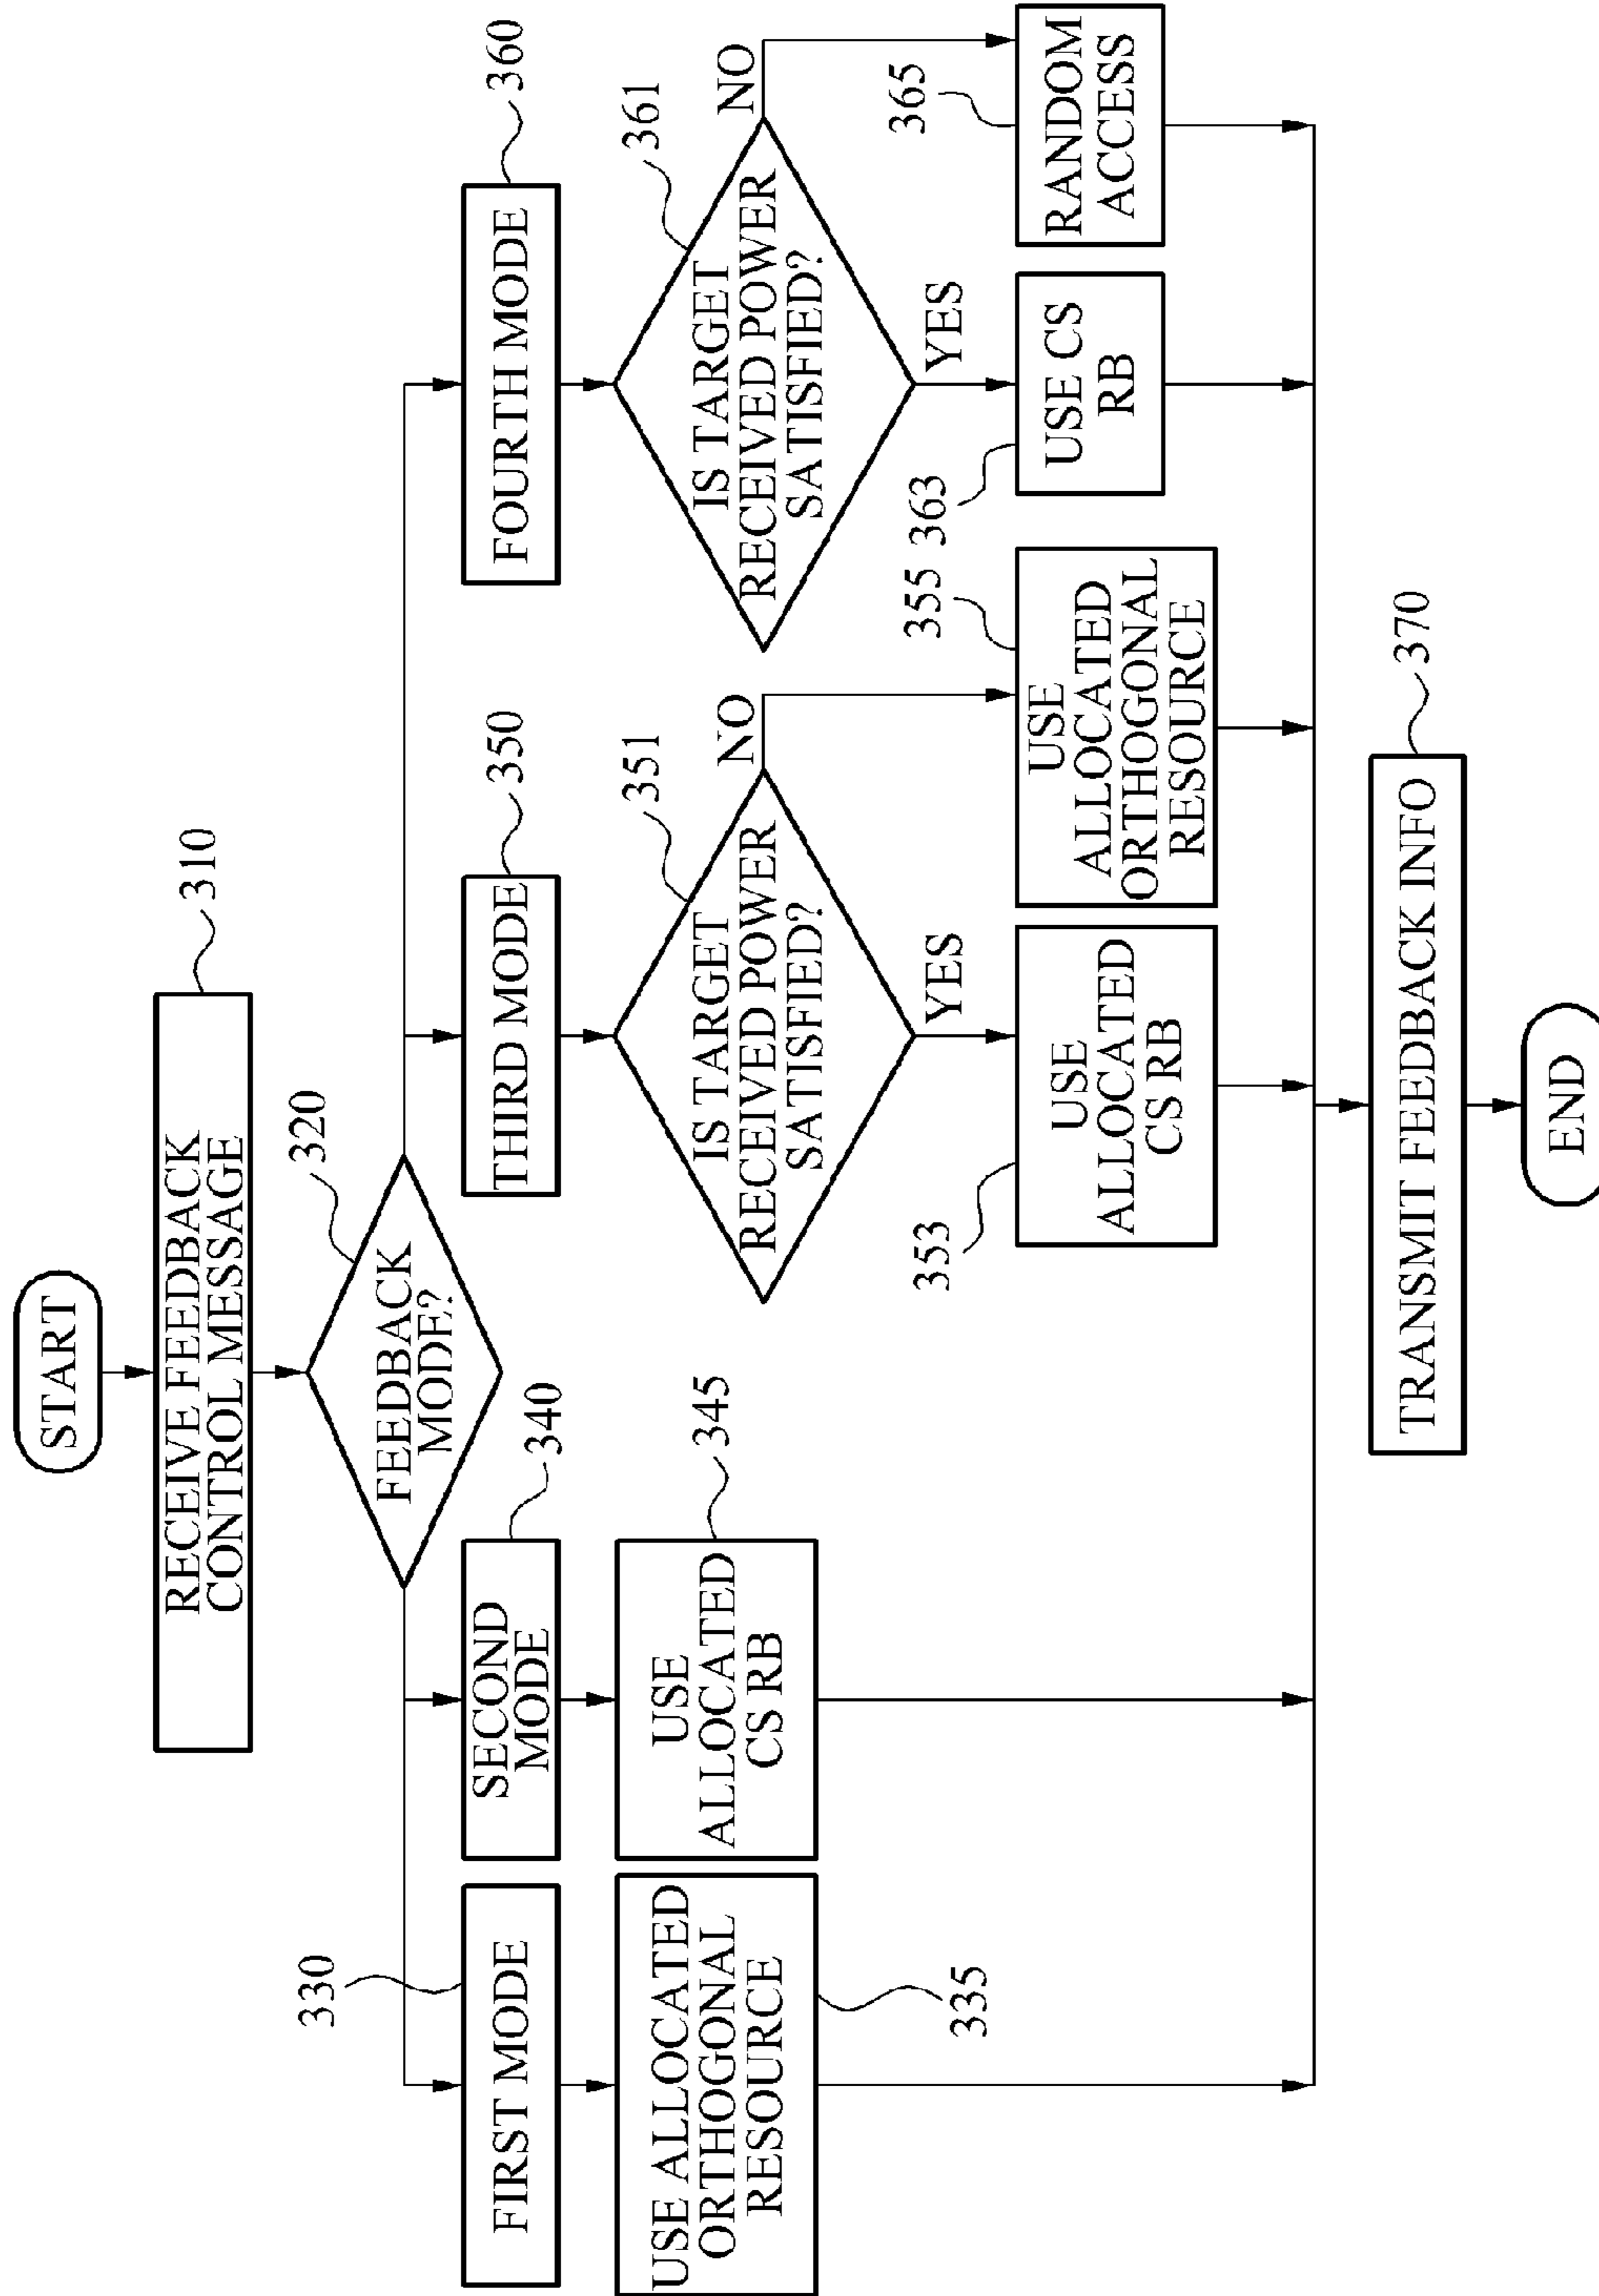 START
RECEIVE FEEDBACK
CONTROL MESSAGE
310
FEEDBACK
MODE?
320
330
FIRST MODE
SECOND
MODE
340
THIRD MODE
350
FOURTH MODE
360
USE ALLOCATED
ORTHOGONAL
RESOURCE
335
USE
ALLOCATED
CS RB
345
IS TARGET
RECEIVED POWER
SATISFIED?
351
NO
YES
IS TARGET
RECEIVED POWER
SATISFIED?
361
NO
YES
353
USE
ALLOCATED
CS RB
355
USE
ALLOCATED
ORTHOGONAL
RESOURCE
363
USE CS
RB
365
RANDOM
ACCESS
TRANSMIT FEEDBACK INFO
370
END